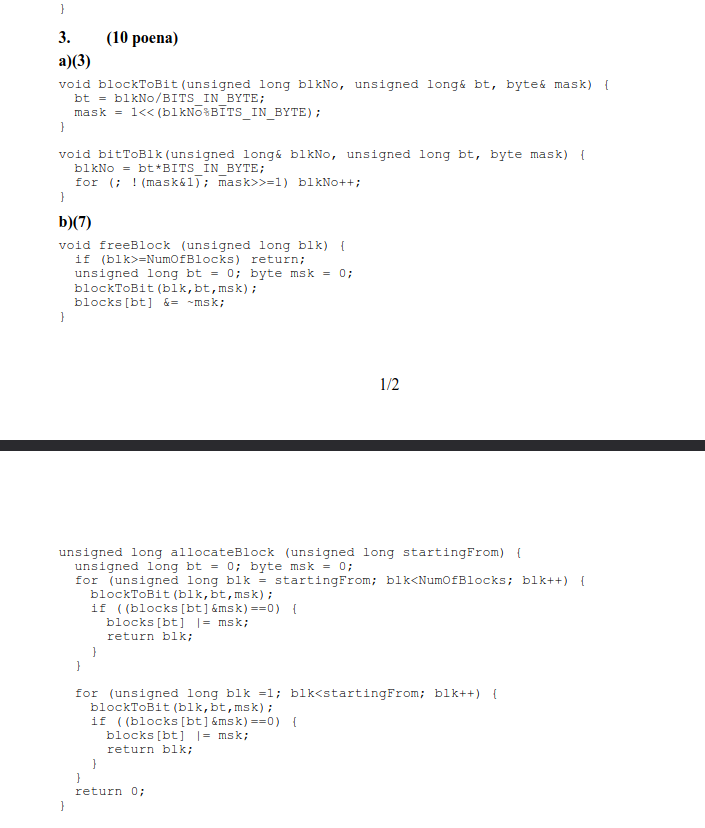 }
3. (10 poena)
a)(3)
void blockToBit(unsigned long blkNo, unsigned long& bt, byte& mask) {
  bt = blkNo/BITS_IN_BYTE;
  mask = 1<<(blkNo%BITS_IN_BYTE);
}
void bitToBlk(unsigned long& blkNo, unsigned long bt, byte mask) {
  blkNo = bt*BITS_IN_BYTE;
  for (; !(mask&1); mask>>=1) blkNo++;
}
b)(7)
void freeBlock (unsigned long blk) {
  if (blk>=NumOfBlocks) return;
  unsigned long bt = 0; byte msk = 0;
  blockToBit(blk,bt,msk);
  blocks[bt] &= ~msk;
}
1/2
unsigned long allocateBlock (unsigned long startingFrom) {
  unsigned long bt = 0; byte msk = 0;
  for (unsigned long blk = startingFrom; blk<NumOfBlocks; blk++) {
    blockToBit(blk,bt,msk);
    if ((blocks[bt]&msk)==0) {
      blocks[bt] |= msk;
      return blk;
    }
  }
  for (unsigned long blk =1; blk<startingFrom; blk++) {
    blockToBit(blk,bt,msk);
    if ((blocks[bt]&msk)==0) {
      blocks[bt] |= msk;
      return blk;
    }
  }
  return 0;
}